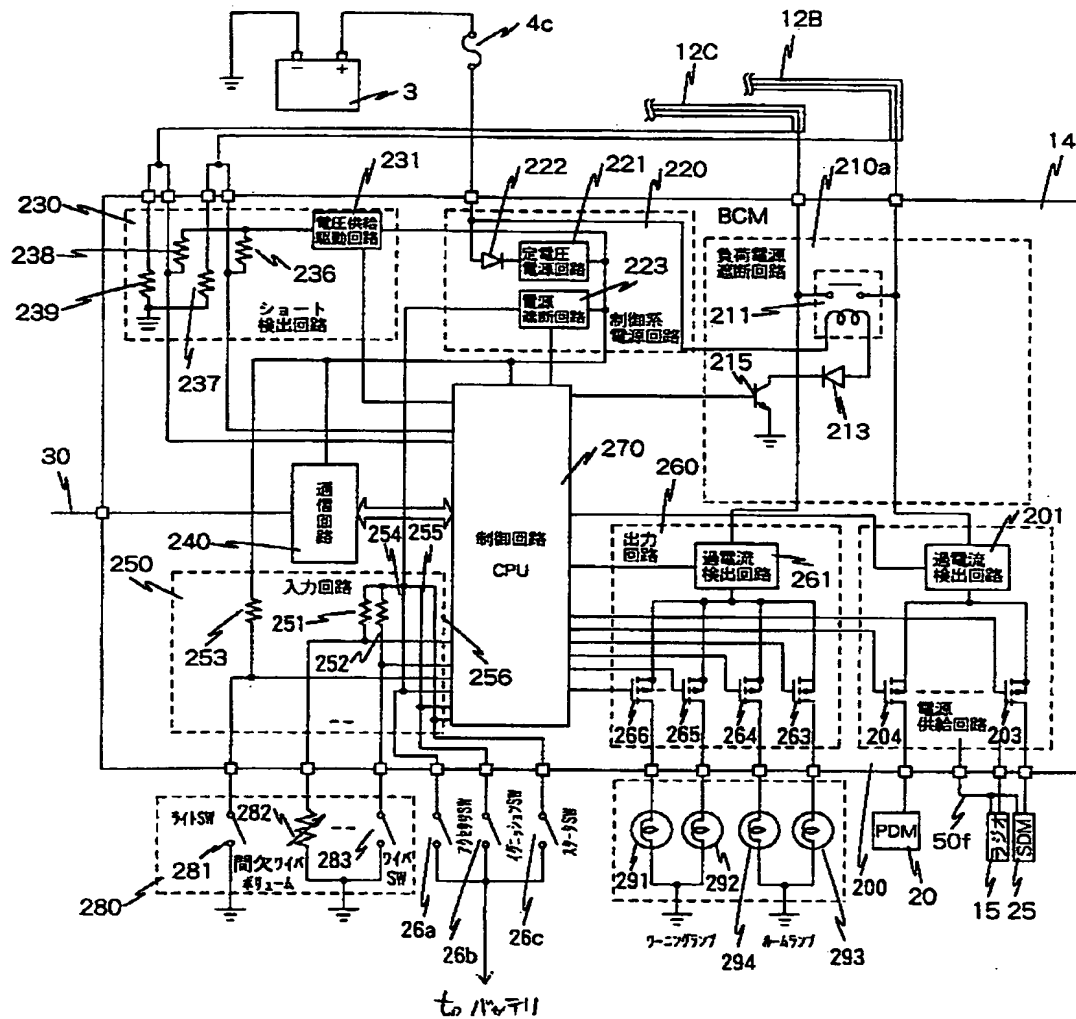 12B
4c
12C
−
+
3
231
222
221
220
210a
14
230
BCM
電圧供給
駆動回路
定電圧
電源回路
負荷電源
遮断回路
238
236
223
電源
遮断回路
239
ショート
検出回路
制御系
電源回路
211
237
215
213
30
270
260
通信
回路
240
254
255
制御回路
CPU
出力
回路
過電流
検出回路
261
201
過電流
検出回路
250
入力回路
251
253
252
256
266
265
264
263
204
電源
供給回路
203
ライトSW
282
アクセサリSW
イグニッションSW
スタータSW
50f
281
間欠ワイパ
ボリューム
283
ワイパ
SW
291
292
PDM
ラジオ
SDM
280
200
20
15
25
26a
26b
26c
ワーニングランプ
ルームランプ
294
293
to バッテリ